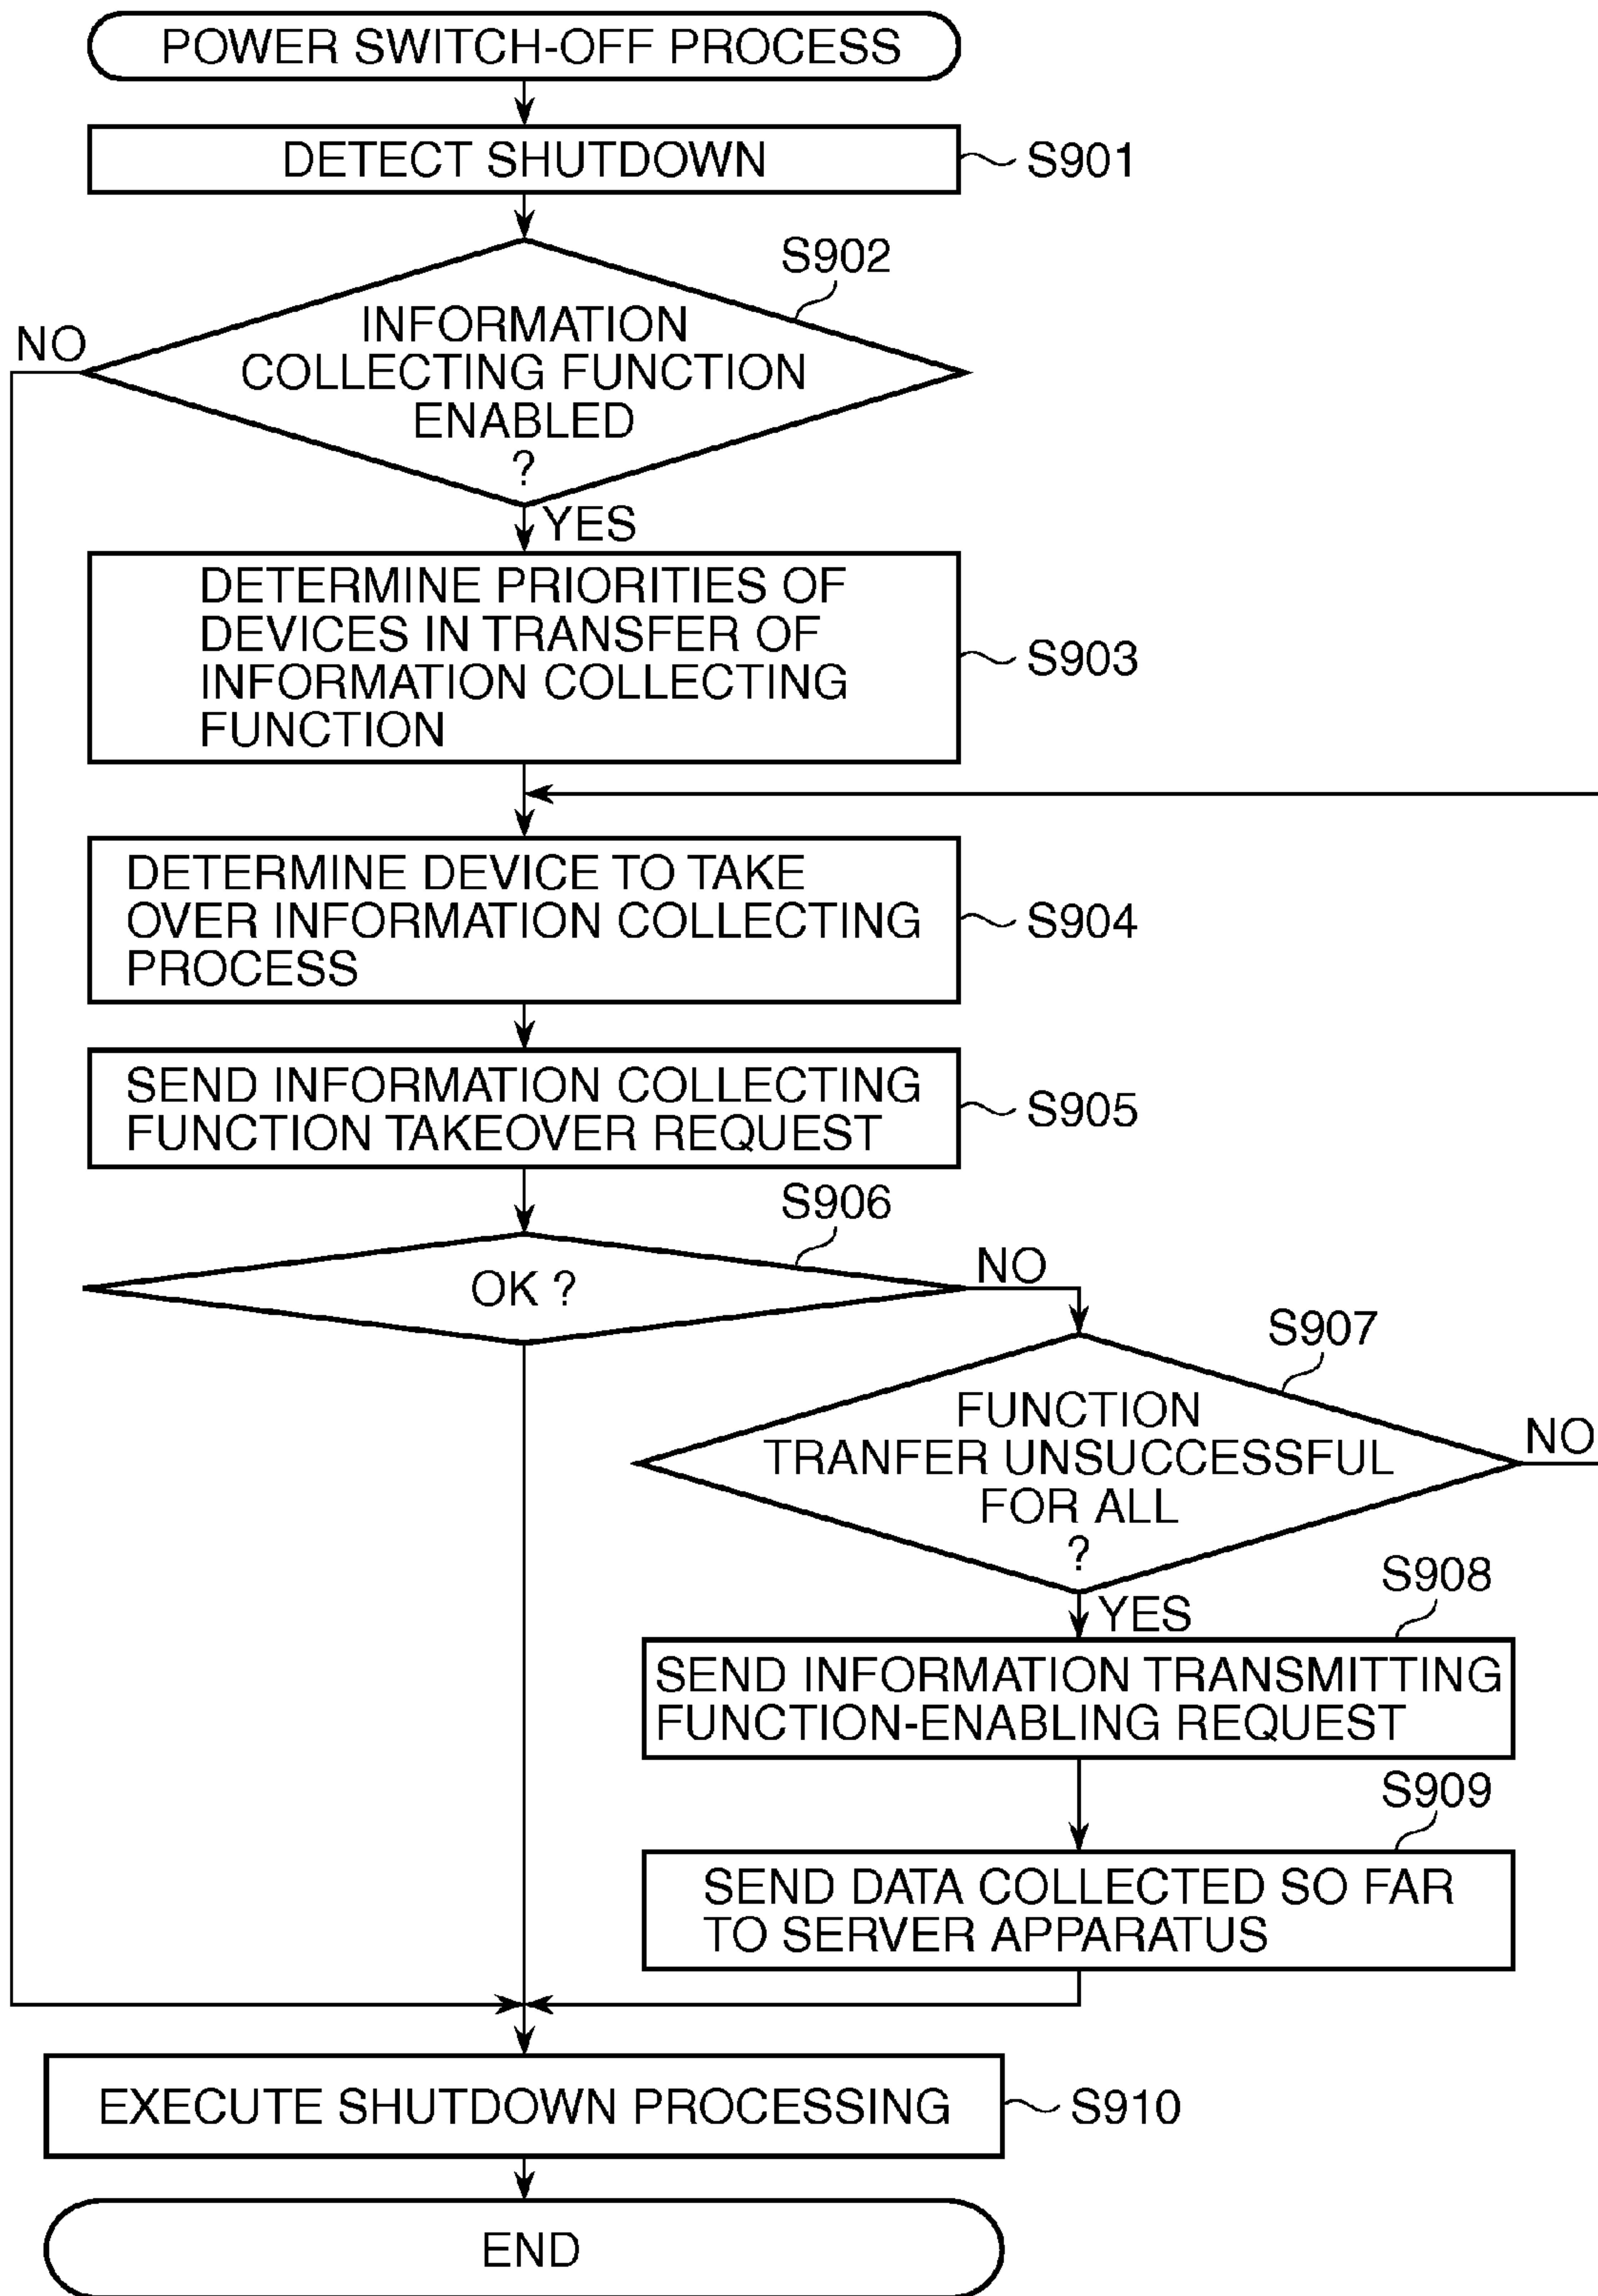 POWER SWITCH-OFF PROCESS
DETECT SHUTDOWN
S901
S902
INFORMATION
COLLECTING FUNCTION
ENABLED
?
NO
YES
DETERMINE PRIORITIES OF
DEVICES IN TRANSFER OF
INFORMATION COLLECTING
FUNCTION
S903
DETERMINE DEVICE TO TAKE
OVER INFORMATION COLLECTING
PROCESS
S904
SEND INFORMATION COLLECTING
FUNCTION TAKEOVER REQUEST
S905
S906
OK ?
NO
S907
FUNCTION
TRANFER UNSUCCESSFUL
FOR ALL
?
NO
YES
S908
SEND INFORMATION TRANSMITTING
FUNCTION-ENABLING REQUEST
S909
SEND DATA COLLECTED SO FAR
TO SERVER APPARATUS
EXECUTE SHUTDOWN PROCESSING
S910
END